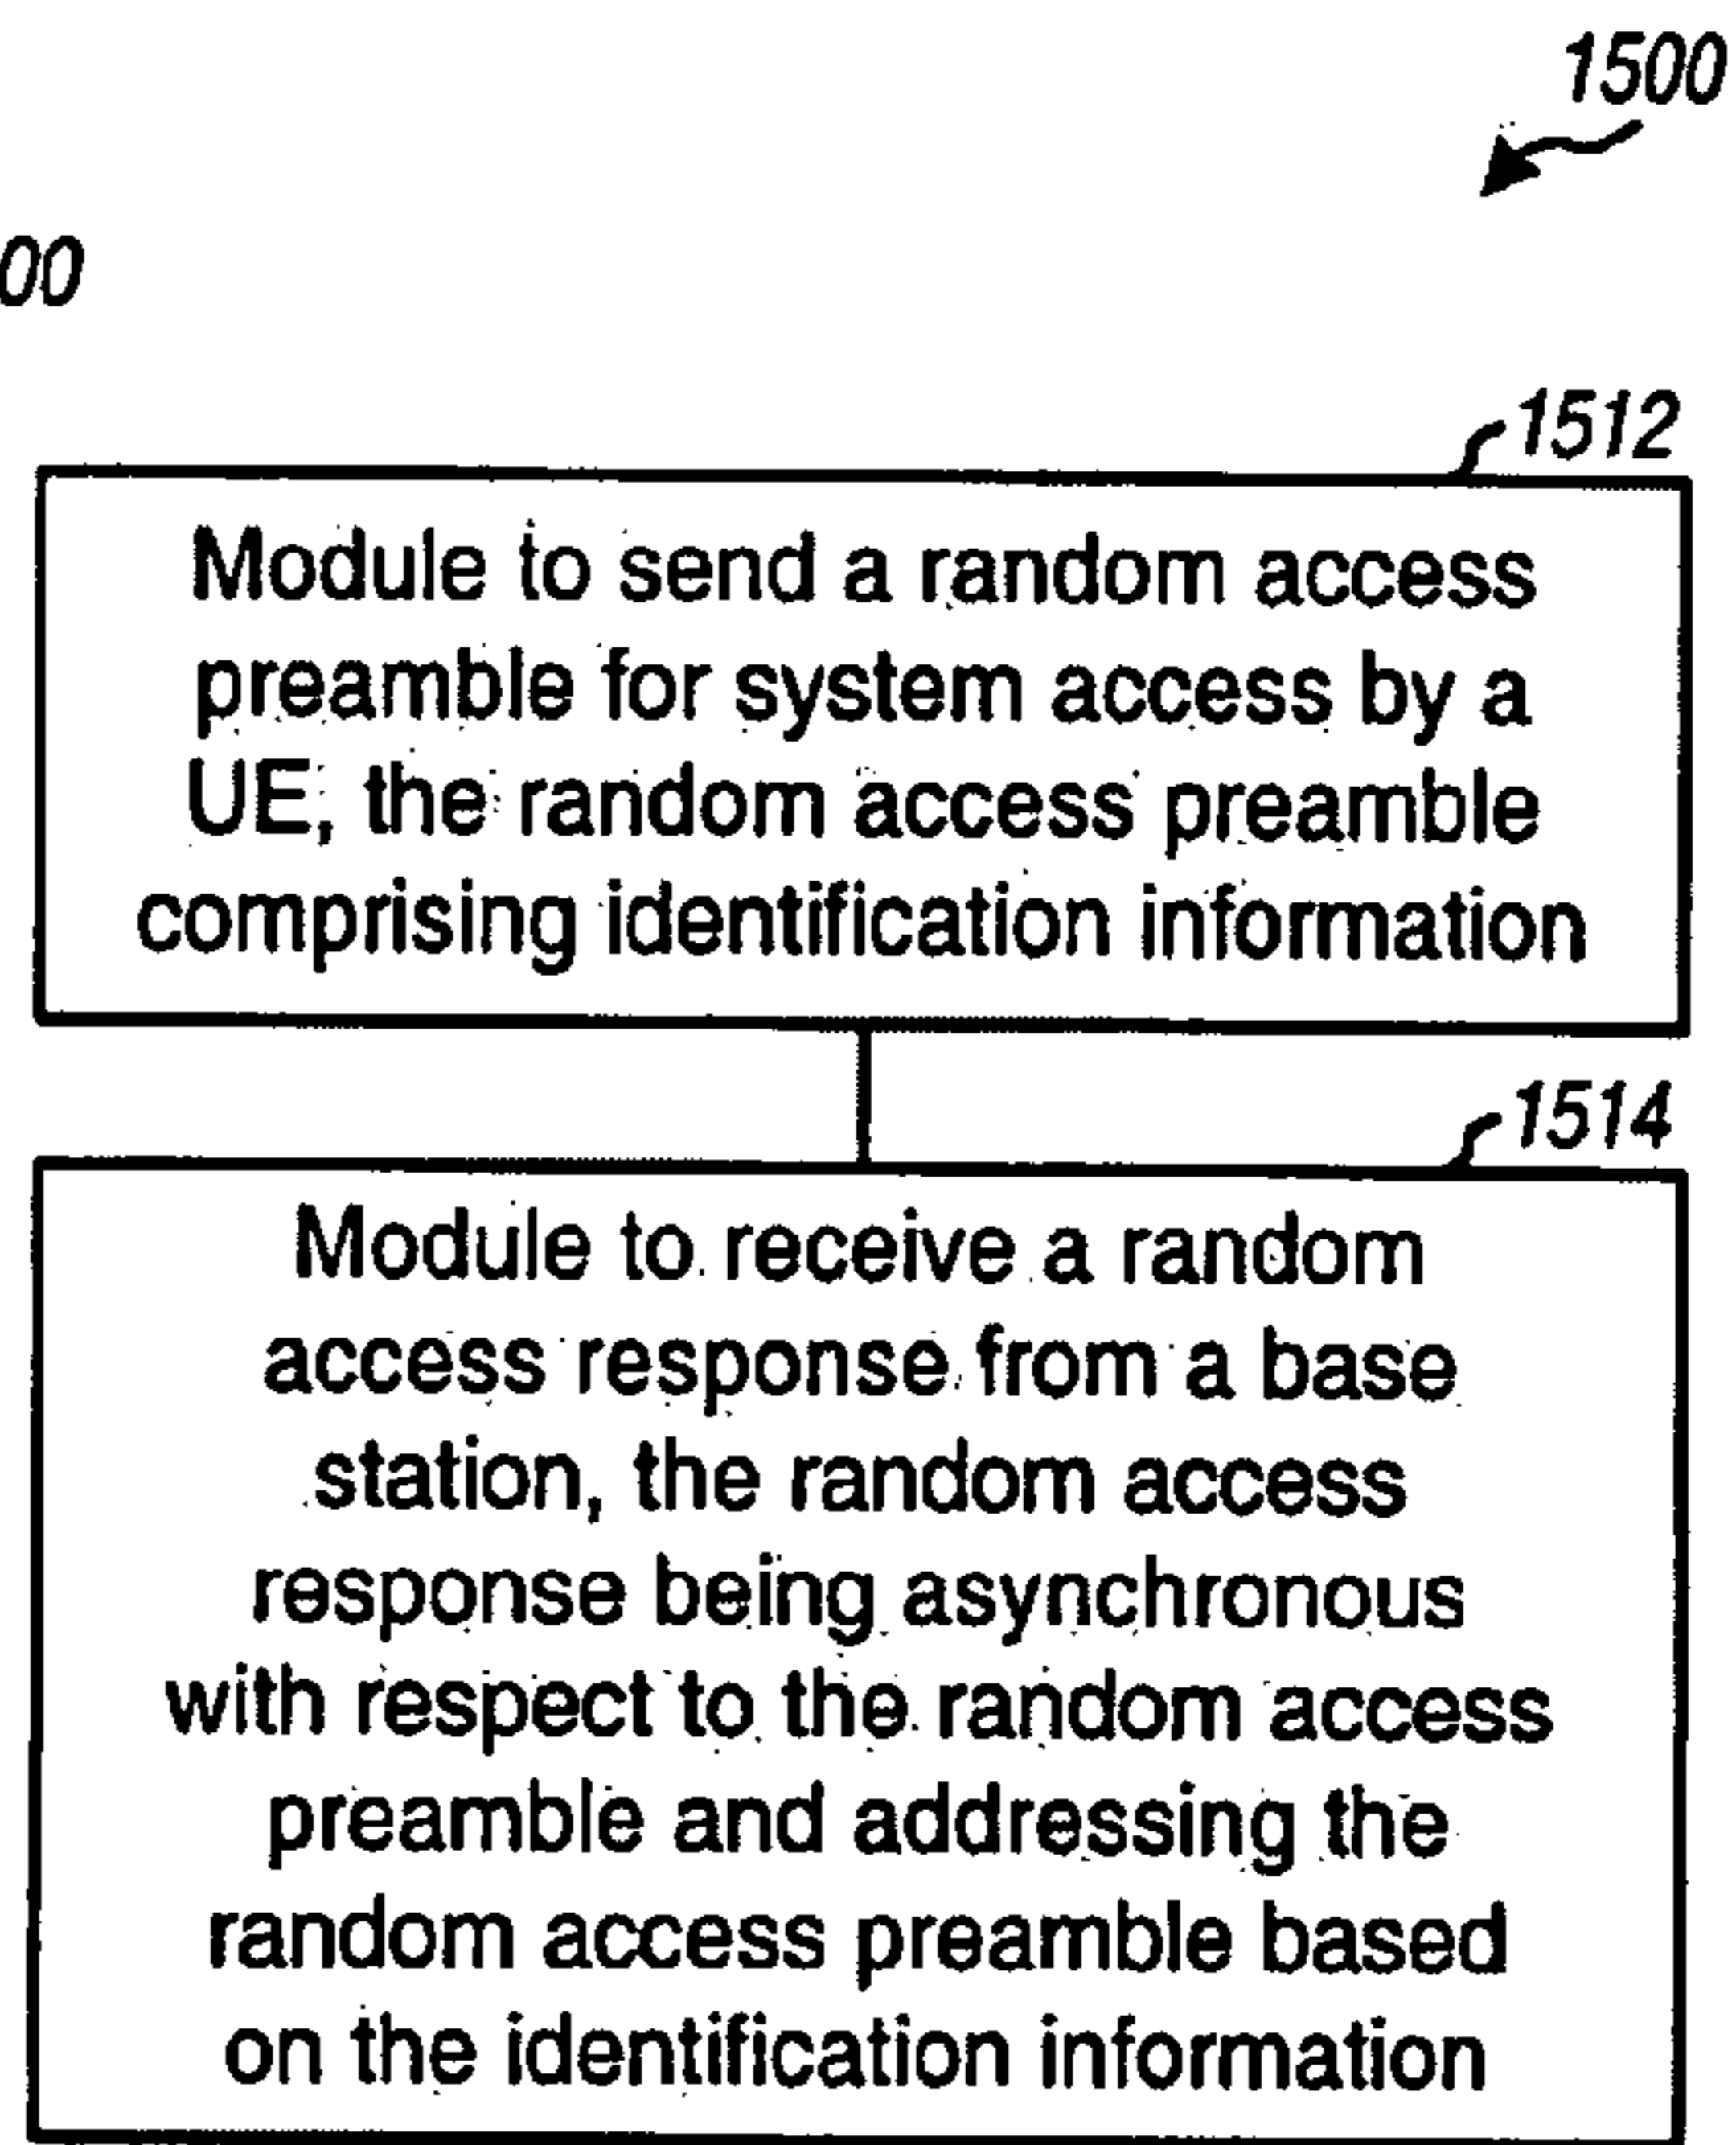 1500
00
1512
Module to send a random access
preamble for system access by a
UE, the random access preamble
comprising identification information
1514
Module to receive a random
access response from a base
station, the random access
response being asynchronous
with respect to the random access
preamble and addressing the
random access preamble based
on the identification information